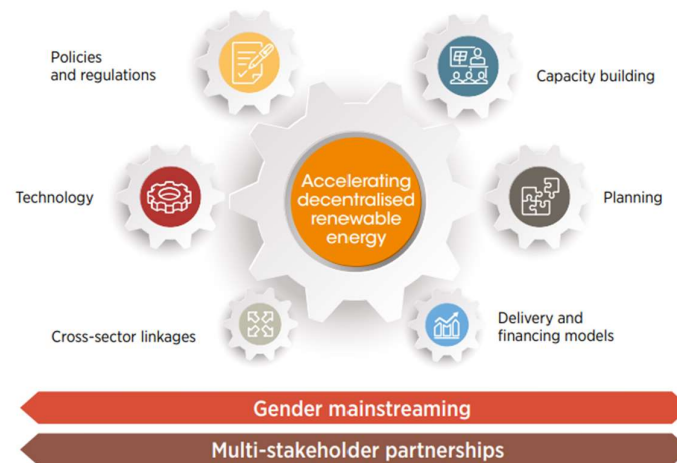 Policies
and regulations
Capacity building
Technology
Accelerating
decentralised
renewable
energy
Planning
Cross-sector linkages
Delivery and
financing models
Gender mainstreaming
Multi-stakeholder partnerships